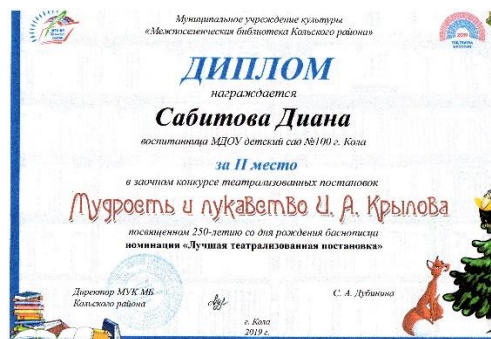 Муниципальное учреждение культуры
«Межпоселенческая библиотека Кольского района»
ДИПЛОМ
награждается
Сабитова Диана
воспитанница МДОУ детский сад №100 г. Кола
за II место
в заочном конкурсе театрализованных постановок
Мудрость и лукавство И. А. Крылова
посвященном 250-летию со дня рождения баснописца
номинации «Лучшая театрализованная постановка»
Директор МУК МБ
Кольского района
С. А. Дубинина
г. Кола
2019 г.
2019